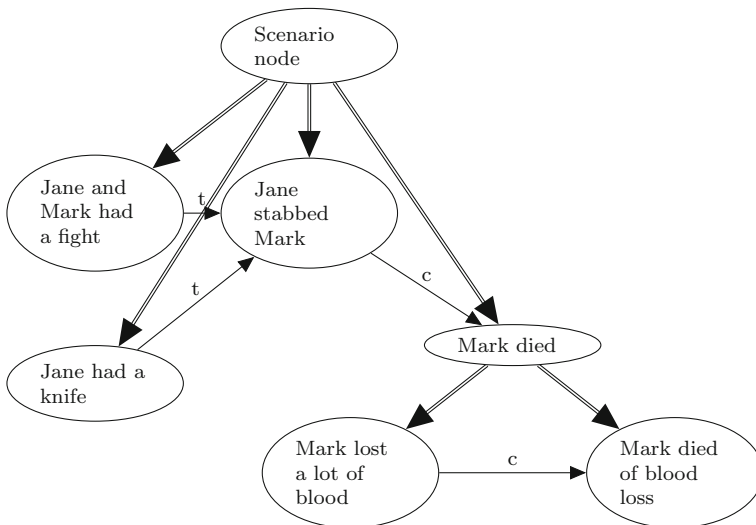 Scenario
node
Jane and
Mark had
a fight
t
Jane
stabbed
Mark
t
c
Jane had a
knife
Mark died
Mark lost
a lot of
blood
c
Mark died
of blood
loss